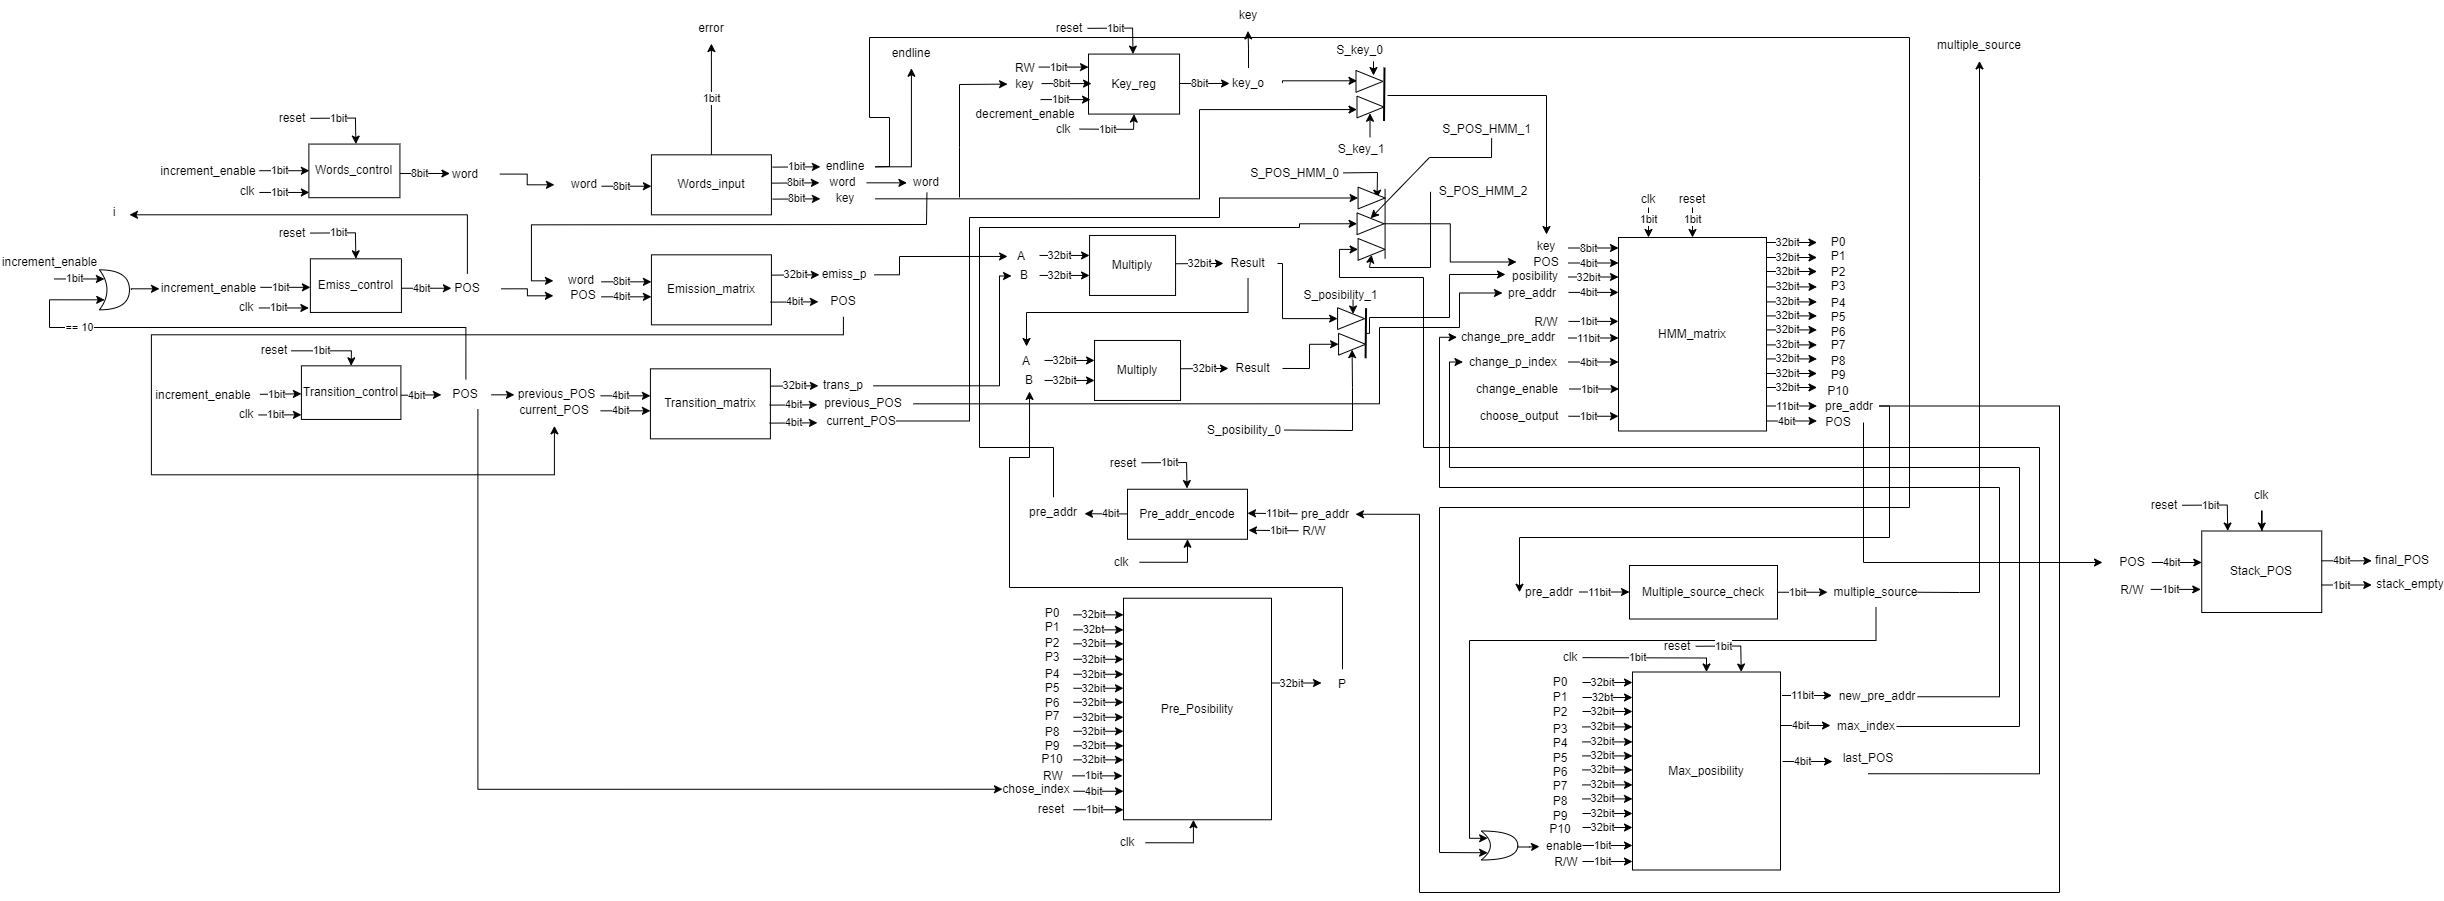 error
1bit
reset
1bit
increment_enable
1bit
clk
1bit
Words_control
8bit
word
word
8bit
Words_input
1bit
endline
8bit
word
word
8bit
key
endline
i
reset
1bit
increment_enable
1bit
increment_enable
1bit
clk
1bit
Emiss_control
4bit
POS
== 10
word
8bit
POS
4bit
Emission_matrix
32bit
emiss_p
4bit
POS
reset
1bit
increment_enable
1bit
clk
1bit
Transition_control
4bit
POS
previous_POS
4bit
current_POS
4bit
Transition_matrix
32bit
trans_p
4bit
previous_POS
4bit
current_POS
key
reset
1bit
RW
1bit
key
8bit
1bit
decrement_enable
clk
1bit
Key_reg
8bit
key_o
S_key_0
S_key_1
S_POS_HMM_1
S_POS_HMM_0
S_POS_HMM_2
A
32bit
B
32bit
Multiply
32bit
Result
S_posibility_1
A
32bit
B
32bit
Multiply
32bit
Result
S_posibility_0
reset
1bit
pre_addr
4bit
Pre_addr_encode
11bit
pre_addr
1bit
R/W
clk
P0
32bit
P1
32bt
P2
32bit
P3
32bit
P4
32bit
P5
32bit
P6
32bit
P7
32bit
P8
32bit
P9
32bit
P10
32bit
RW
1bit
chose_index
4bit
reset
1bit
clk
Pre_Posibility
32bit
P
clk
1bit
reset
1bit
key
8bit
POS
4bit
posibility
32bit
pre_addr
4bit
R/W
1bit
change_pre_addr
11bit
change_p_index
4bit
change_enable
1bit
choose_output
1bit
HMM_matrix
32bit
P0
32bit
P1
32bit
P2
32bit
P3
32bit
P4
32bit
P5
32bit
P6
32bit
P7
32bit
P8
32bit
P9
32bit
P10
11bit
pre_addr
4bit
POS
multiple_source
pre_addr
11bit
Multiple_source_check
1bit
multiple_source
reset
1bit
clk
1bit
P0
32bit
P1
32bt
P2
32bit
P3
32bit
P4
32bit
P5
32bit
P6
32bit
P7
32bit
P8
32bit
P9
32bit
P10
32bit
enable
1bit
R/W
1bit
Max_posibility
11bit
new_pre_addr
4bit
max_index
4bit
last_POS
reset
1bit
clk
POS
4bit
R/W
1bit
Stack_POS
4bit
final_POS
1bit
stack_empty